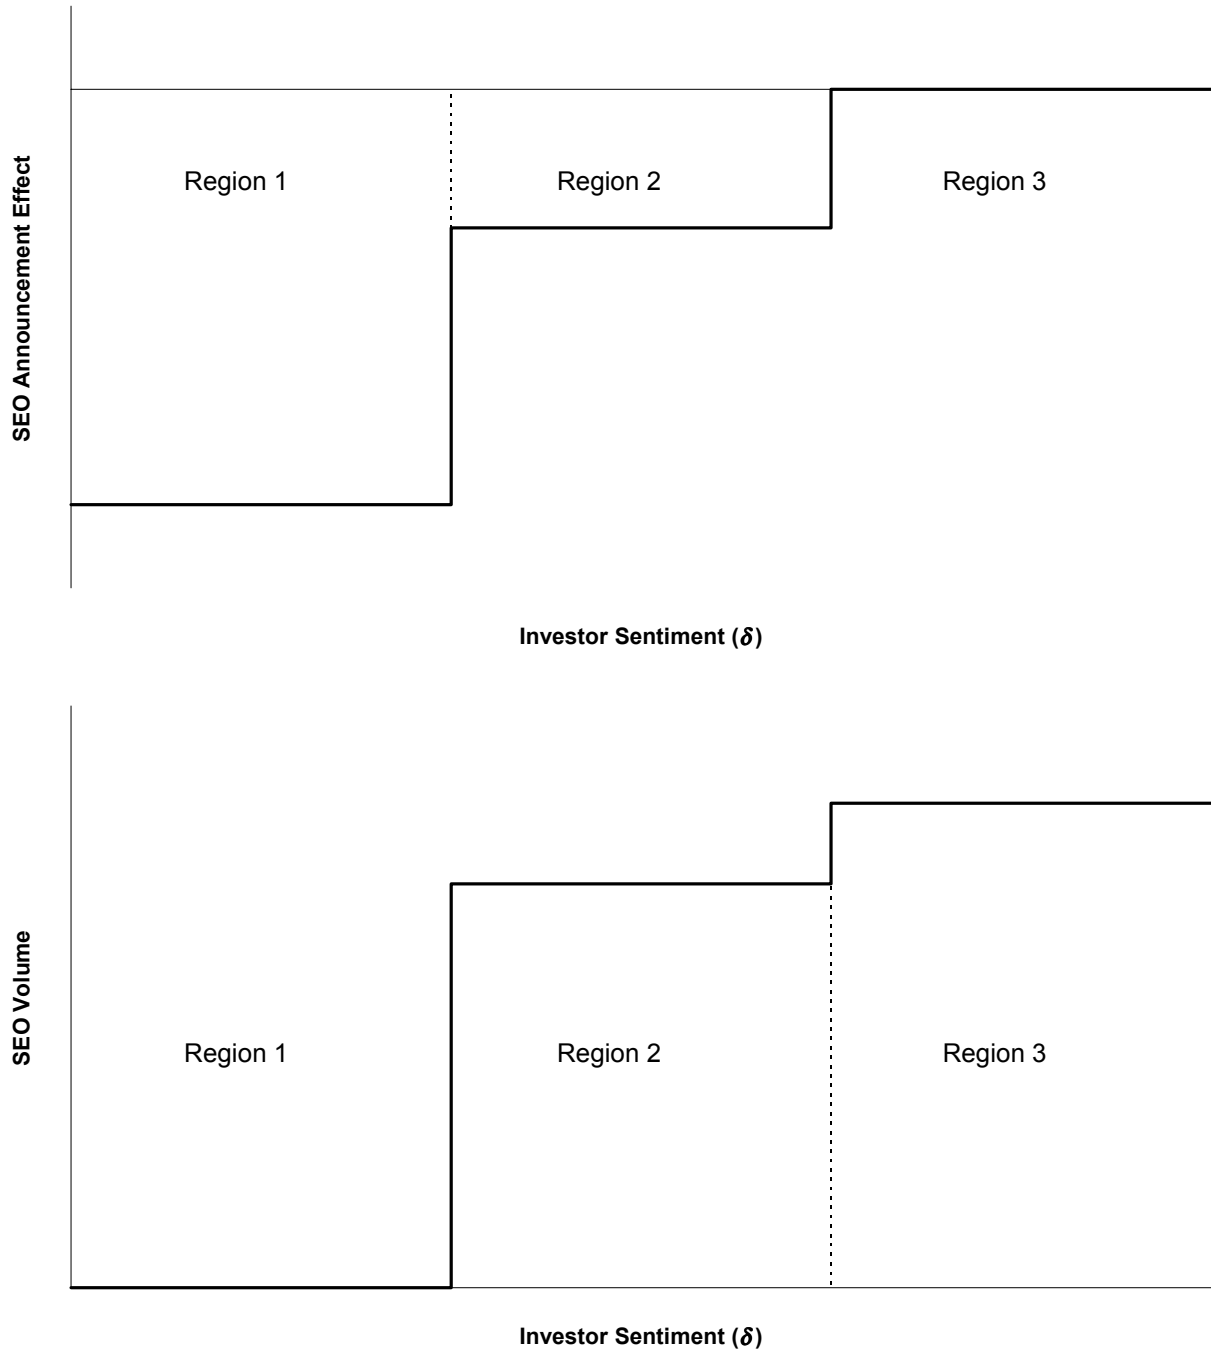 SEO Announcement Effect
Region 1
Region 2
Region 3
Investor Sentiment (δ)
SEO Volume
Region 1
Region 2
Region 3
Investor Sentiment (δ)